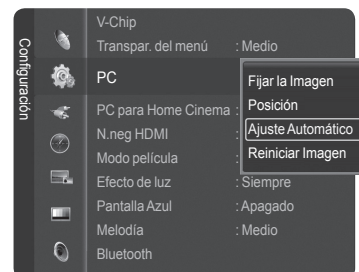 Configuración
V-Chip
Transpar. del menú : Medio
PC
PC para Home Cinema :
N.neg HDMI :
Modo película :
Efecto de luz : Siempre
Pantalla Azul : Apagado
Melodía : Medio
Bluetooth
Fijar la Imagen
Posición
Ajuste Automático
Reiniciar Imagen